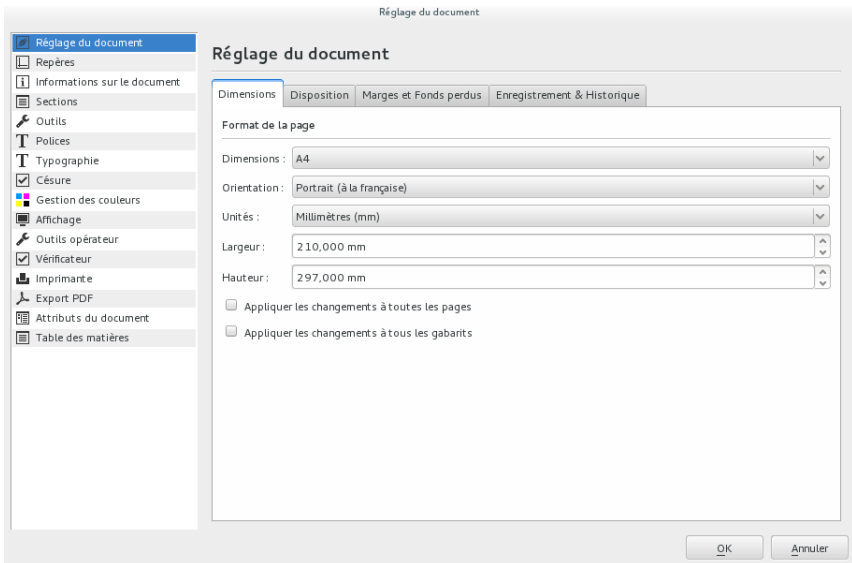 Réglage du document
Réglage du document
Repères
Informations sur le document
Sections
Outils
Polices
Typographie
Césure
Gestion des couleurs
Affichage
Outils opérateur
Vérificateur
Imprimante
Export PDF
Attributs du document
Table des matières
Réglage du document
Dimensions Disposition Marges et Fonds perdus Enregistrement & Historique
Format de la page
Dimensions : A4
Orientation : Portrait (à la française)
Unités : Millimètres (mm)
Largeur : 210,000 mm
Hauteur : 297,000 mm
Appliquer les changements à toutes les pages
Appliquer les changements à tous les gabarits
OK Annuler